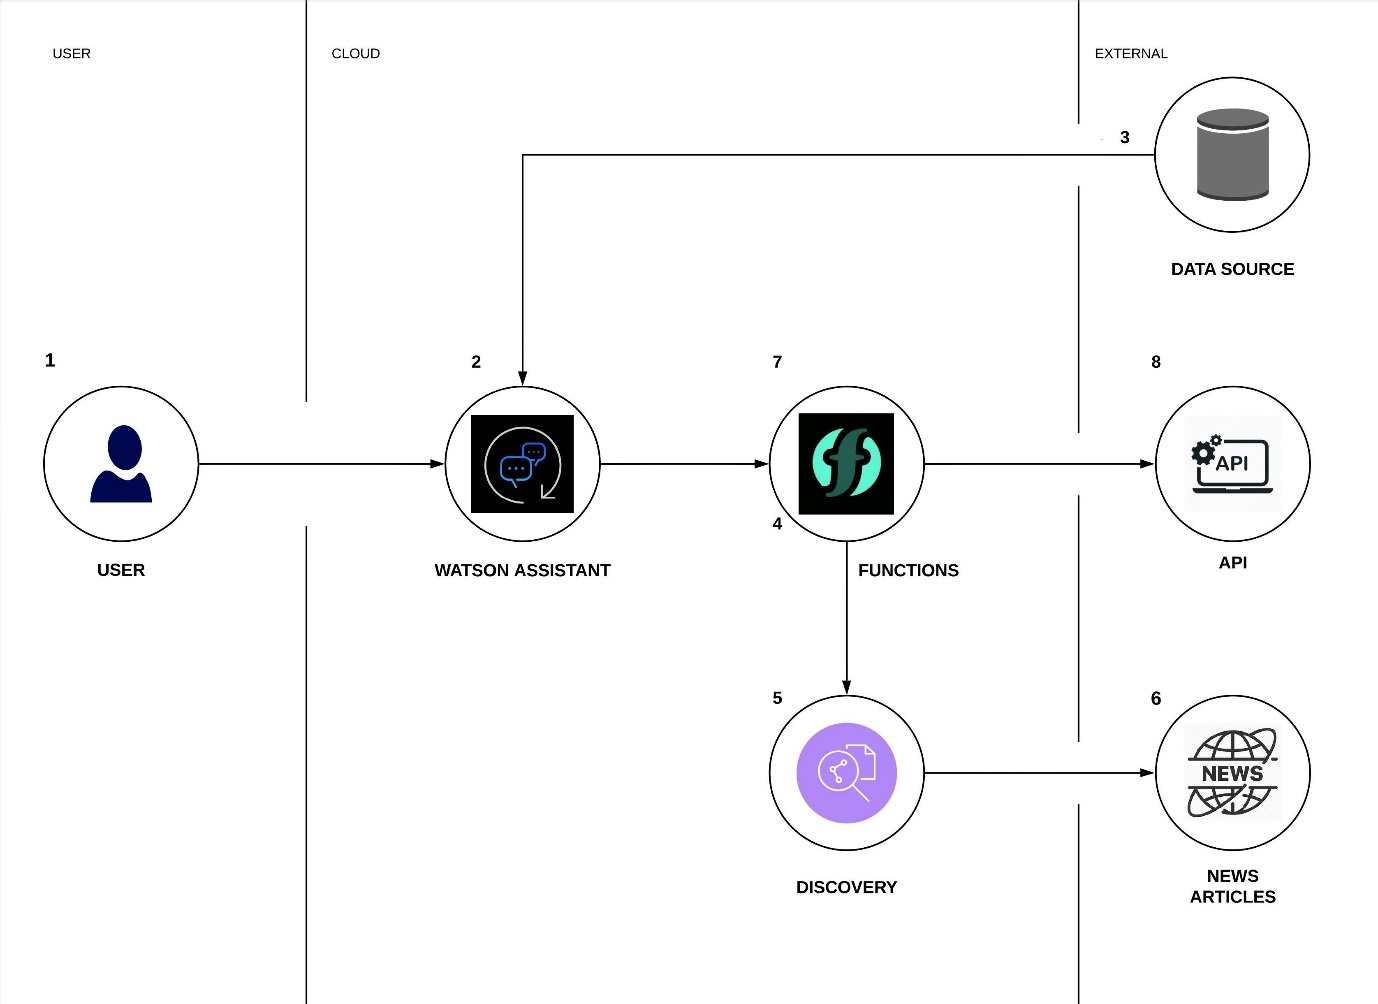 USER
CLOUD
EXTERNAL
3
DATA SOURCE
1
2
7
8
API
4
USER
WATSON ASSISTANT
FUNCTIONS
API
5
6
NEWS
DISCOVERY
NEWS
ARTICLES